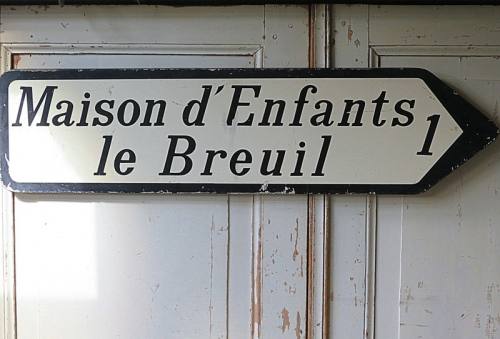 Maison d'Enfants
le Breuil
1